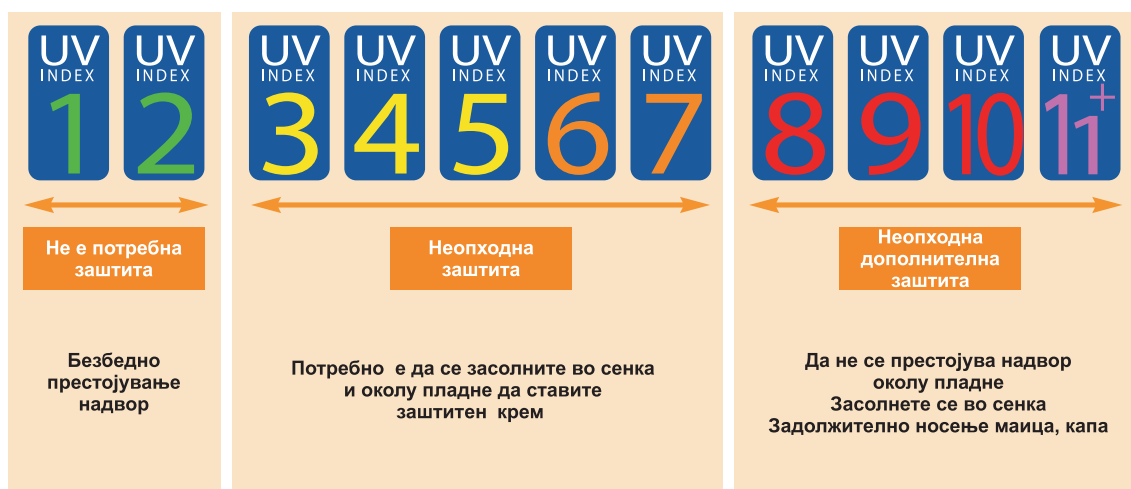 UV
INDEX
1
UV
INDEX
2
Не е потребна
заштита
Безбедно
престојување
надвор
UV
INDEX
3
UV
INDEX
4
UV
INDEX
5
UV
INDEX
6
UV
INDEX
7
Неопходна
заштита
Потребно е да се засолните во сенка
и околу пладне да ставите
заштитен крем
UV
INDEX
8
UV
INDEX
9
UV
INDEX
10
UV
INDEX
11+
Неопходна
дополнителна
заштита
Да не се престојува надвор
околу пладне
Засолнете се во сенка
Задолжително носење маица, капа